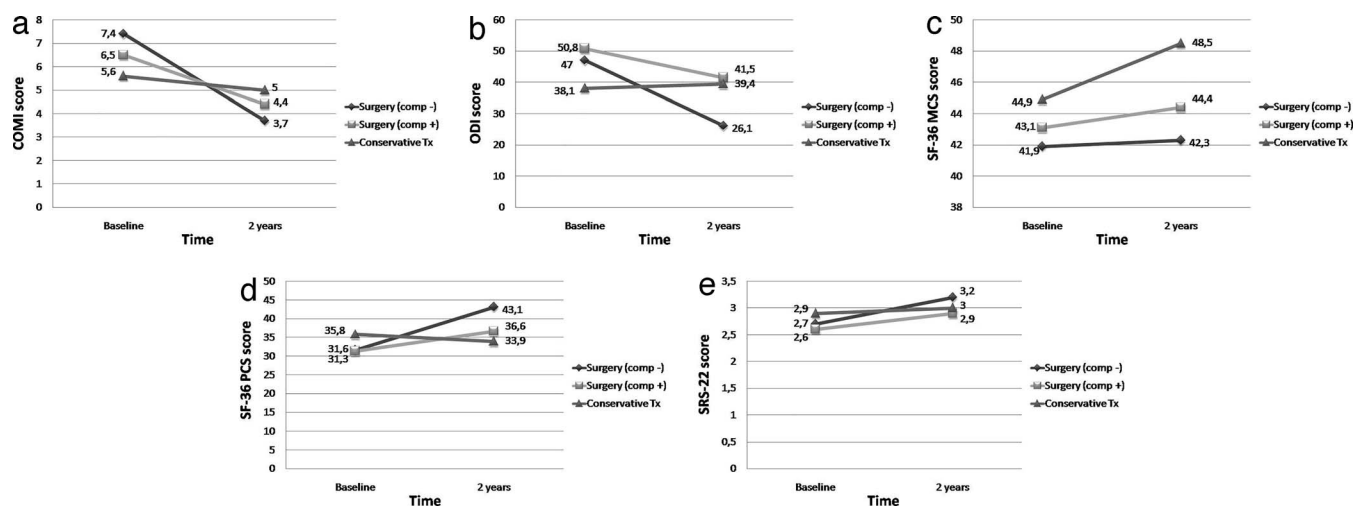 a
COMI score
8
7
6
5
4
3
2
1
0
7,4
6,5
5,6
5
4,4
3,7
Baseline
2 years
Time
Surgery (comp -)
Surgery (comp +)
Conservative Tx
b
ODI score
60
50
40
30
20
10
0
50,8
47
38,1
41,5
39,4
26,1
Baseline
2 years
Time
Surgery (comp -)
Surgery (comp +)
Conservative Tx
c
SF-36 MCS score
50
48
46
44
42
40
38
44,9
43,1
41,9
48,5
44,4
42,3
Baseline
2 years
Time
Surgery (comp -)
Surgery (comp +)
Conservative Tx
d
SF-36 PCS score
50
45
40
35
30
25
20
15
10
5
0
35,8
31,6
31,3
43,1
36,6
33,9
Baseline
2 years
Time
Surgery (comp -)
Surgery (comp +)
Conservative Tx
e
SRS-22 score
3,5
3
2,5
2
1,5
1
0,5
0
2,9
2,7
2,6
3,2
3
2,9
Baseline
2 years
Time
Surgery (comp -)
Surgery (comp +)
Conservative Tx